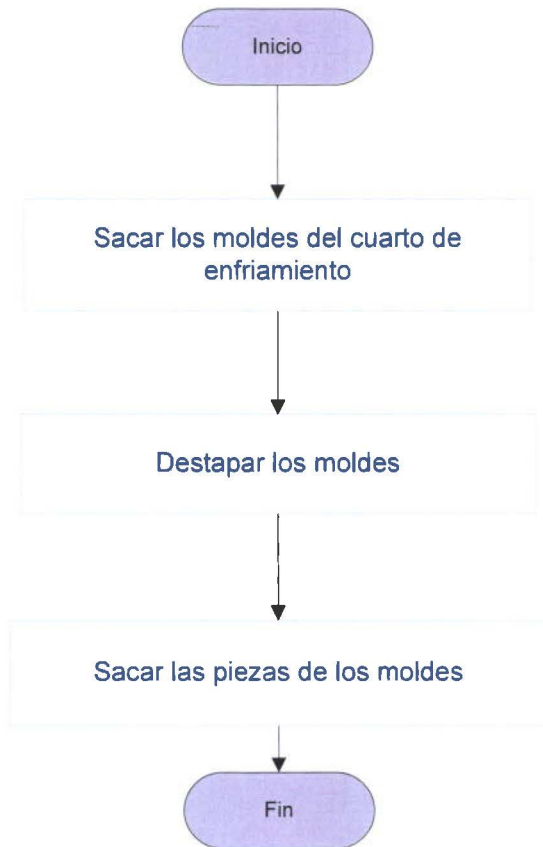 Inicio
Sacar los moldes del cuarto de
enfriamiento
Destapar los moldes
Sacar las piezas de los moldes
Fin